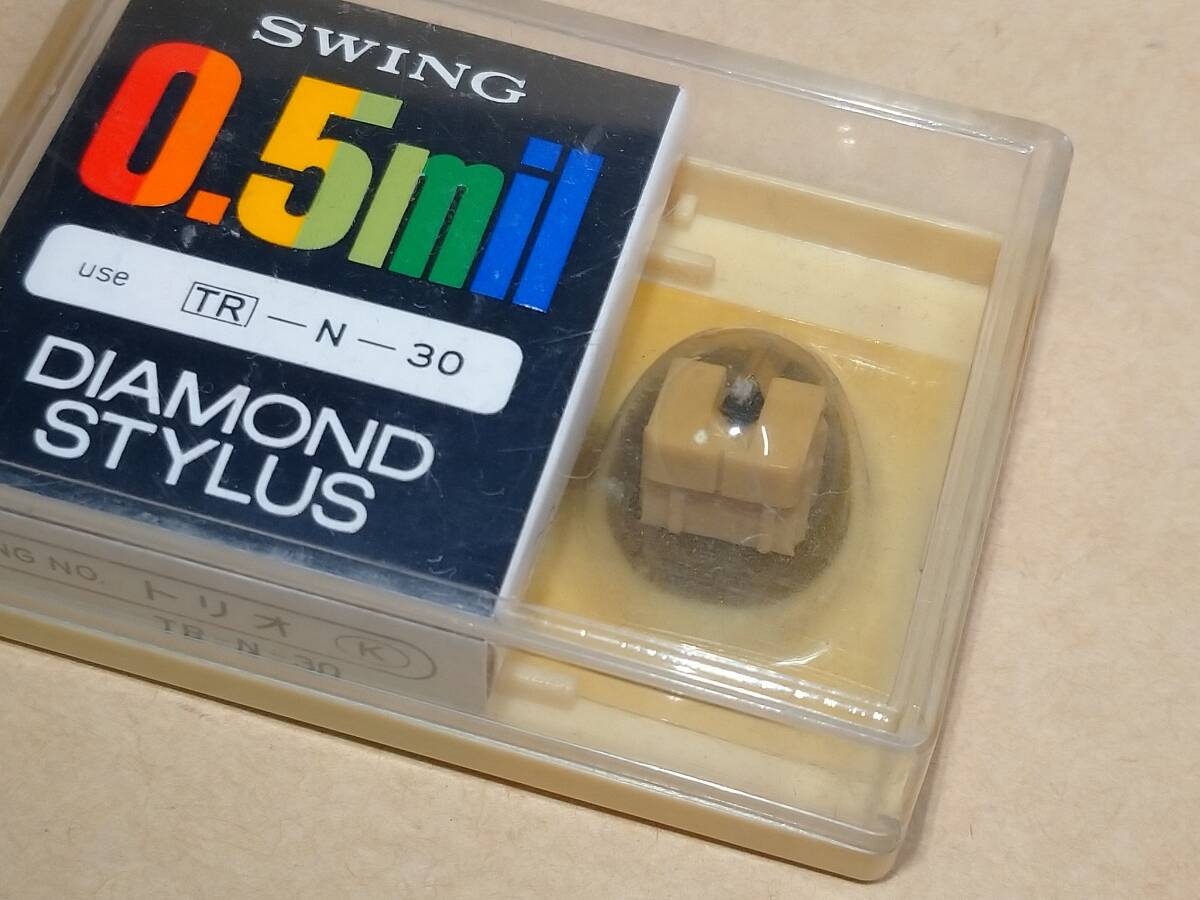 SWING
0.5mil
use TR-N-30
DIAMOND
STYLUS
NG NO. トリオ K
TR-N-30